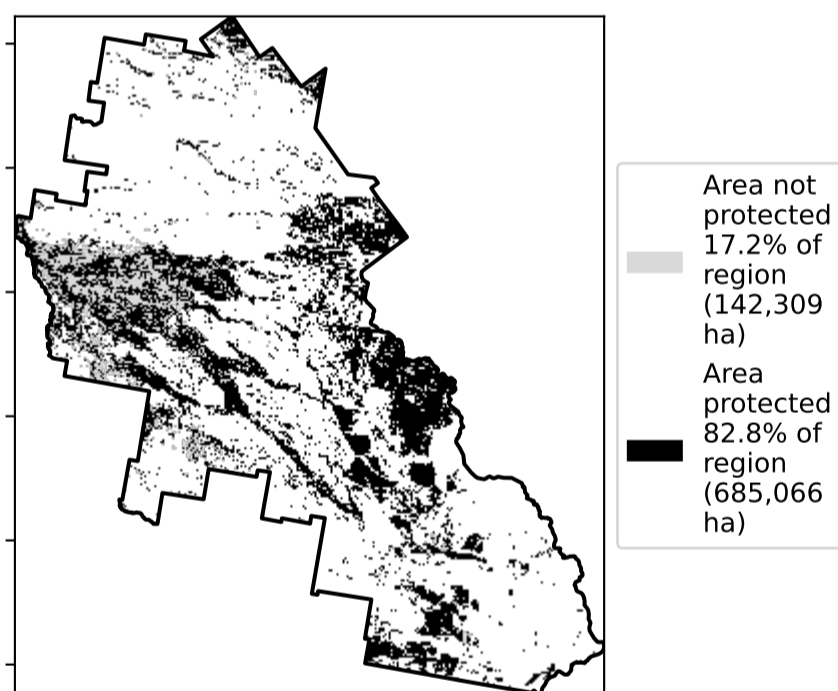 Area not
protected
17.2% of
region
(142,309
ha)
Area
protected
82.8% of
region
(685,066
ha)